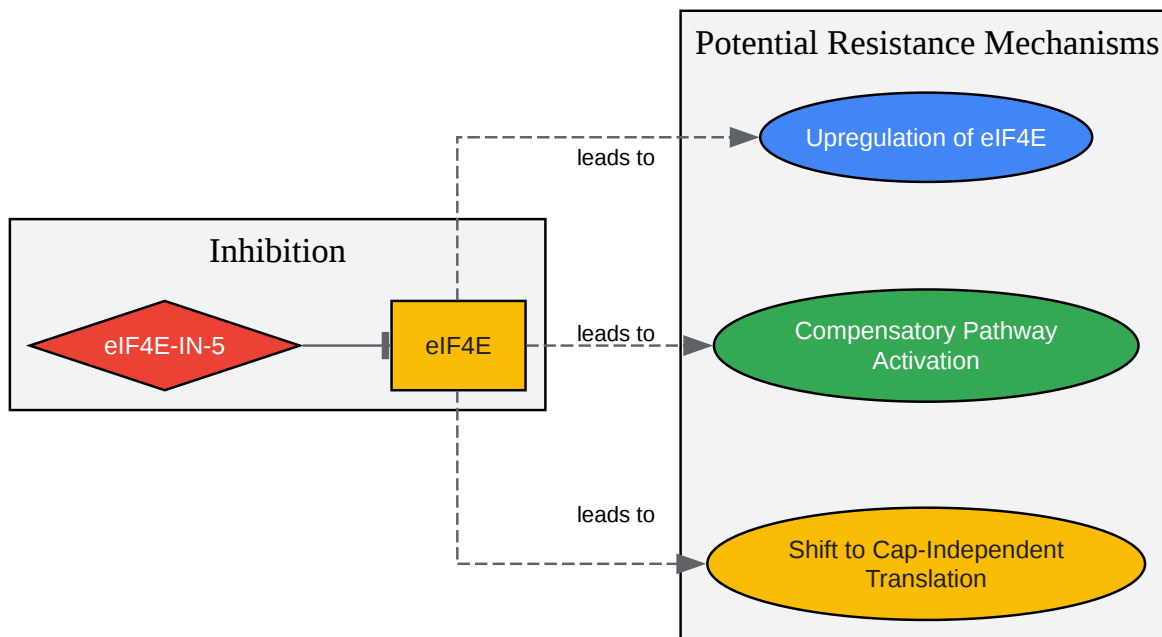 Potential Resistance Mechanisms
Upregulation of eIF4E
leads to
Inhibition
eIF4E-IN-5
eIF4E
leads to
Compensatory Pathway
Activation
leads to
Shift to Cap-Independent
Translation